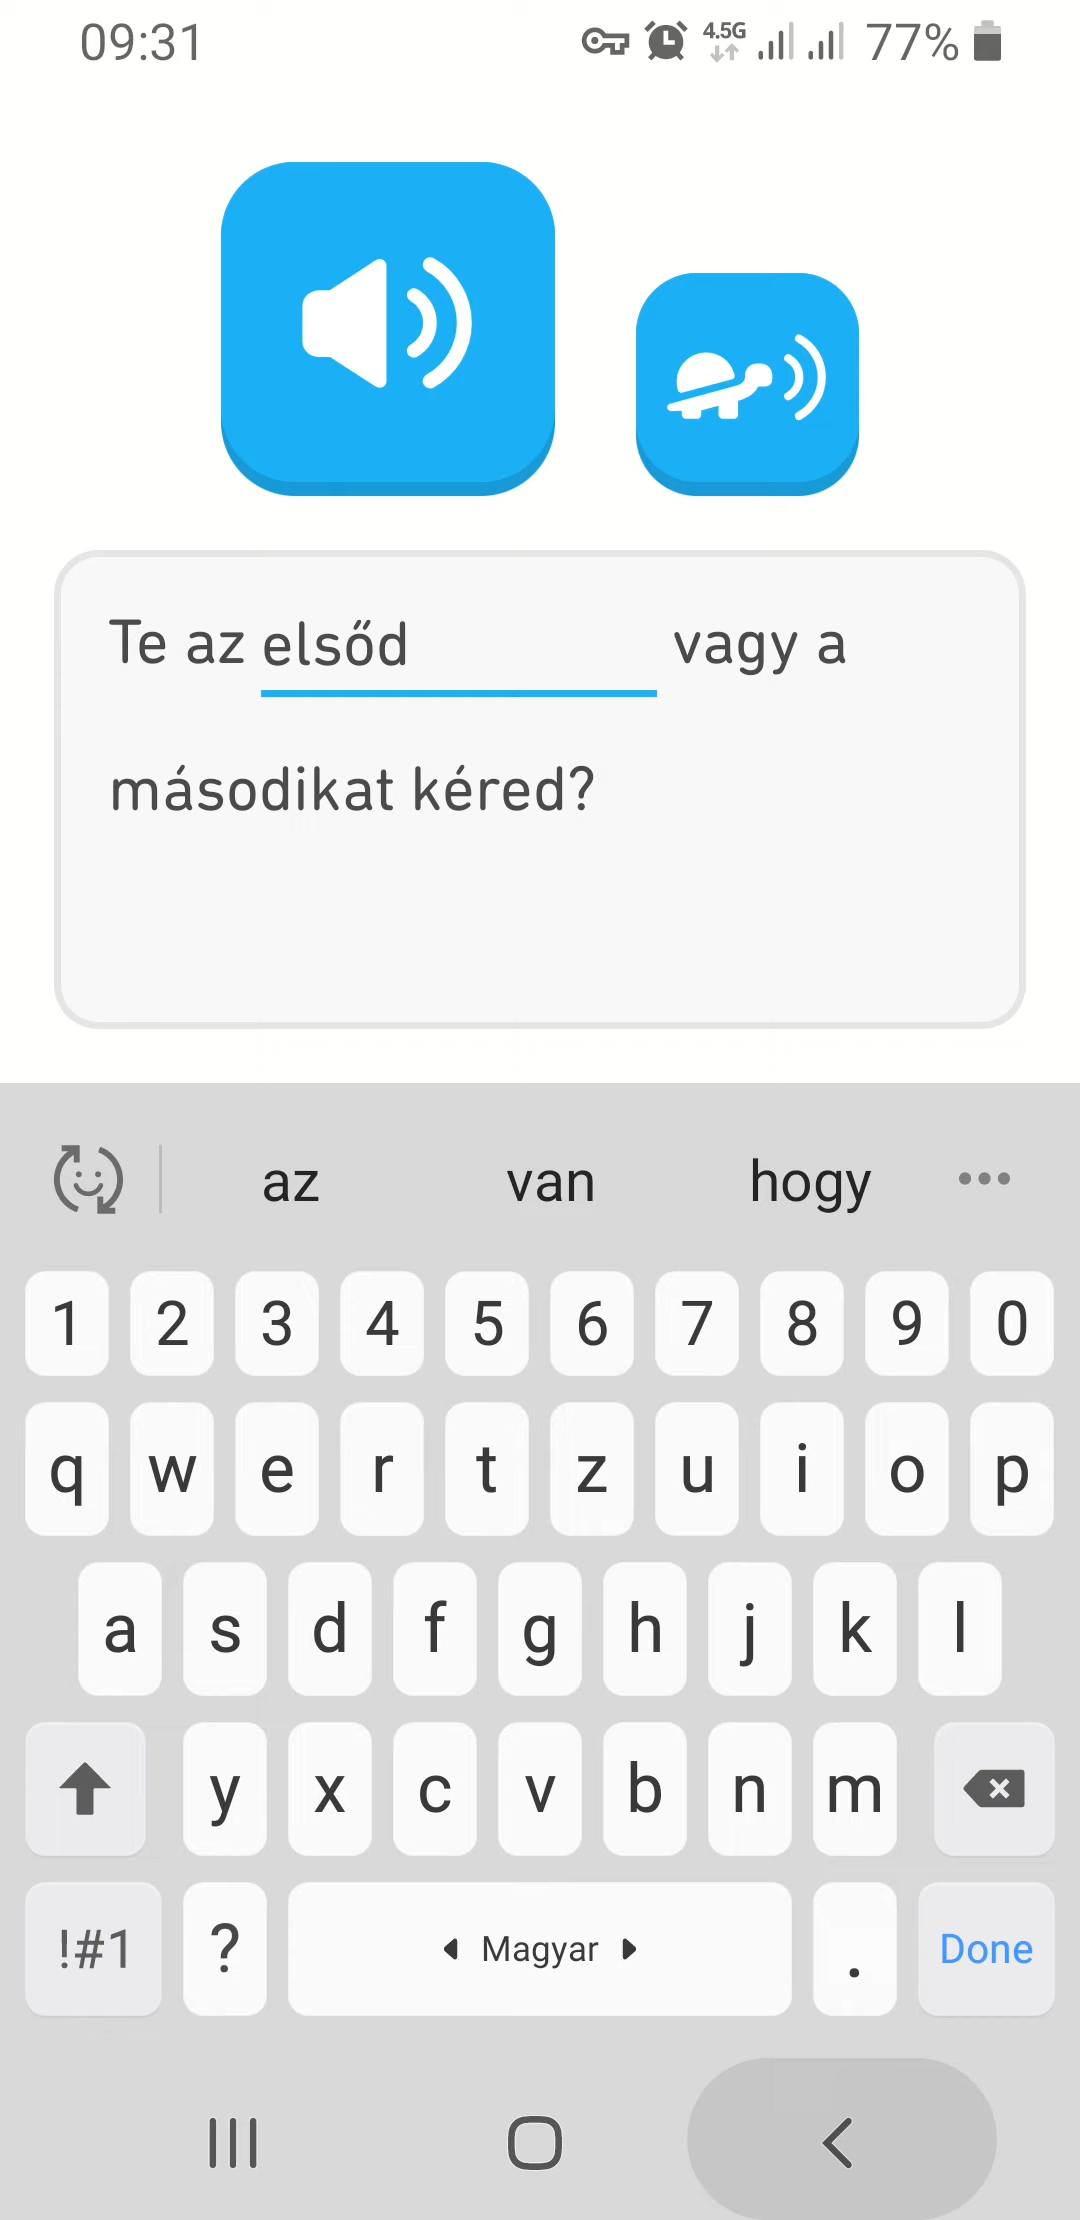 09:31 4.5G 77%
Te az elsőd vagy a
másodikat kéred?
az van hogy
1 2 3 4 5 6 7 8 9 0
q w e r t z u i o p
a s d f g h j k l
y x c v b n m
!#1 ? Magyar . Done